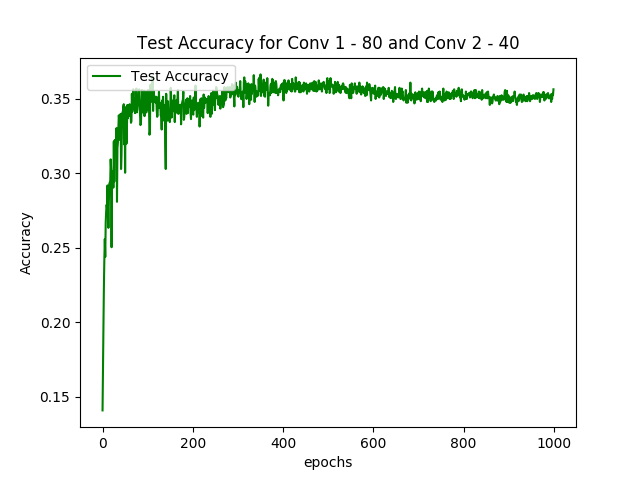 Test Accuracy for Conv 1 - 80 and Conv 2 - 40
Test Accuracy
0.35
0.30
0.25
0.20
0.15
Accuracy
0 200 400 600 800 1000
epochs